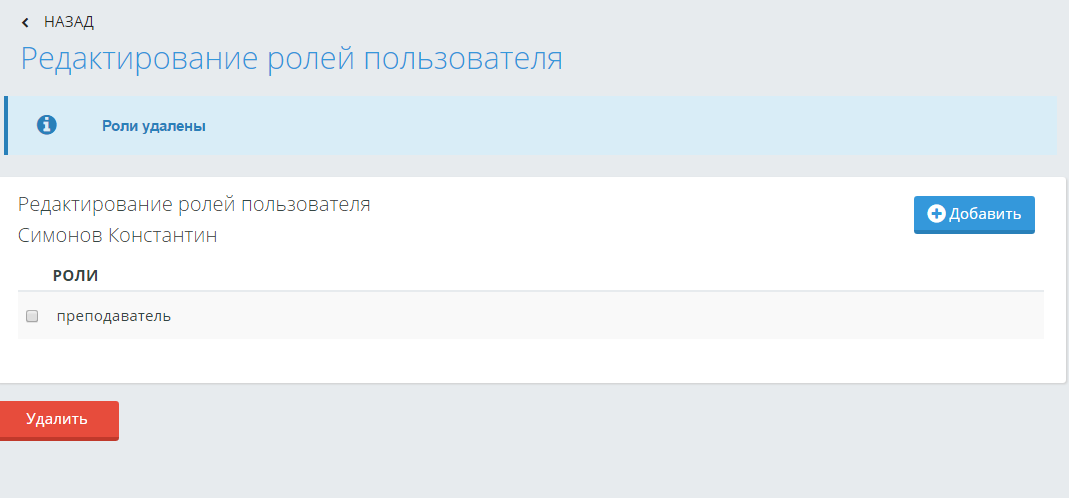 НАЗАД
Редактирование ролей пользователя
Роли удалены
Редактирование ролей пользователя
Симонов Константин
Добавить
РОЛИ
преподаватель
Удалить